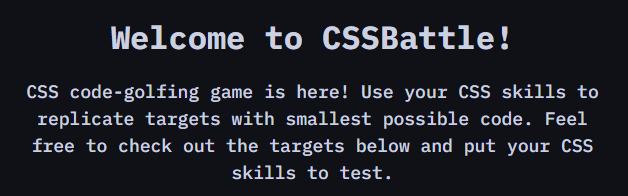 Welcome to CSSBattle!
CSS code-golfing game is here! Use your CSS skills to
replicate targets with smallest possible code. Feel
free to check out the targets below and put your CSS
skills to test.